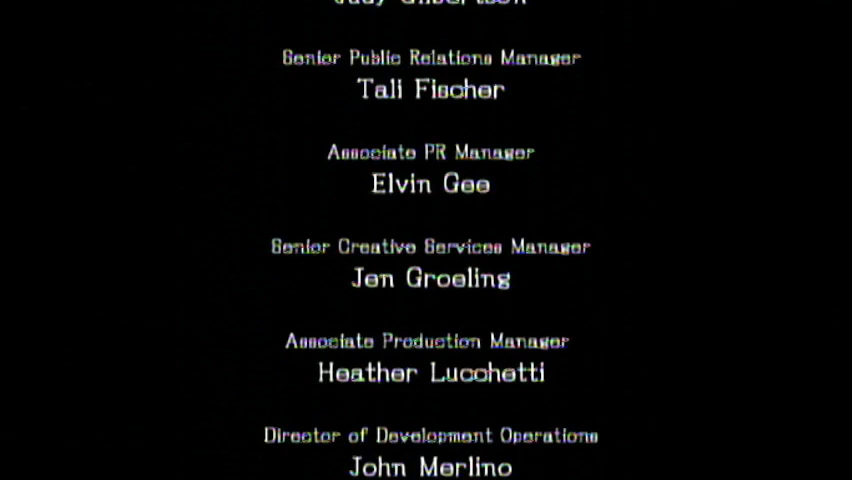 Senior Public Relations Manager
Tali Fischer
Associate PR Manager
Elvin Gee
Senior Creative Services Manager
Jen Groeling
Associate Production Manager
Heather Lucchetti
Director of Development Operations
John Merlino